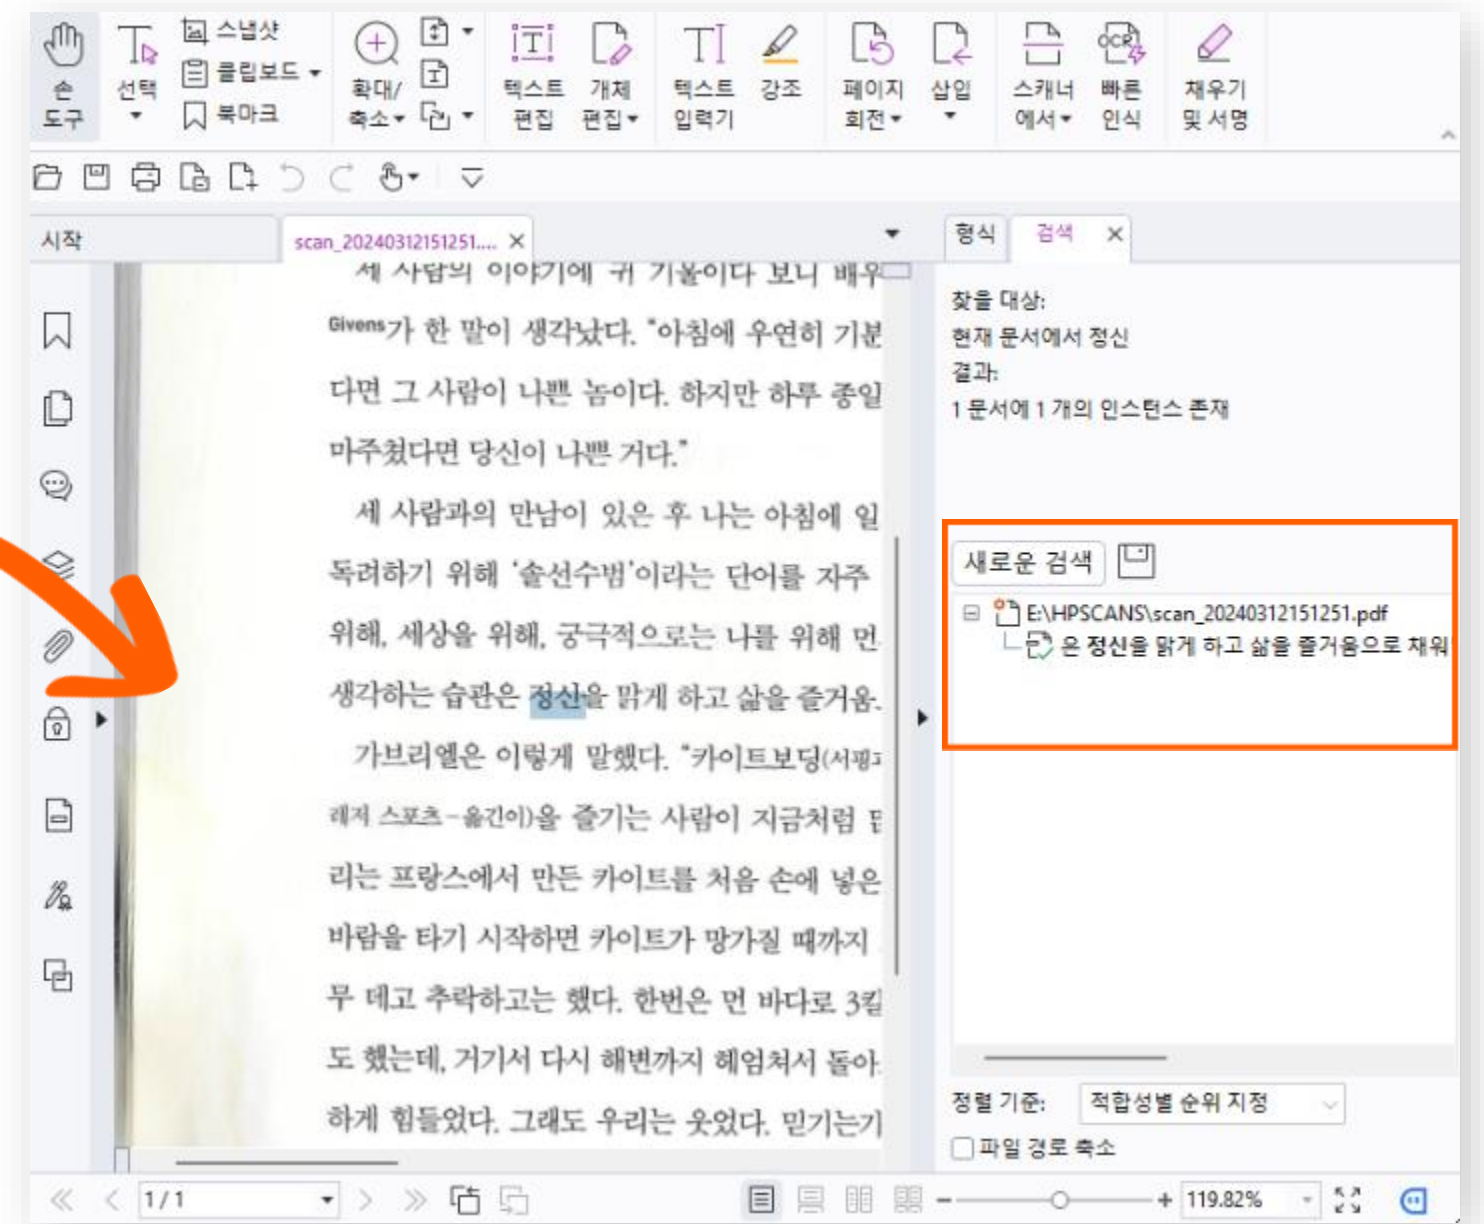 스냅샷
클립보드
북마크
손
도구
선택
확대/
축소
텍스트
편집
개체
편집
텍스트
입력기
강조
페이지
회전
삽입
스캐너
에서
OCR
빠른
인식
채우기
및 서명
시작
scan_20240312151251....
형식
검색
세 사람의 이야기에 귀 기울이다 보니 배우
Givens가 한 말이 생각났다. “아침에 우연히 기분
다면 그 사람이 나쁜 놈이다. 하지만 하루 종일
마주쳤다면 당신이 나쁜 거다.”
세 사람과의 만남이 있은 후 나는 아침에 일
독려하기 위해 ‘솔선수범’이라는 단어를 자주
위해, 세상을 위해, 궁극적으로는 나를 위해 먼
생각하는 습관은 정신을 맑게 하고 삶을 즐거움
가브리엘은 이렇게 말했다. “카이트보딩(서핑
레저 스포츠-옮긴이)을 즐기는 사람이 지금처럼
리는 프랑스에서 만든 카이트를 처음 손에 넣은
바람을 타기 시작하면 카이트가 망가질 때까지
무 데고 추락하고는 했다. 한번은 먼 바다로 3킬
도 했는데, 거기서 다시 해변까지 헤엄쳐서 돌아
하게 힘들었다. 그래도 우리는 웃었다. 믿기는기
찾을 대상:
현재 문서에서 정신
결과:
1 문서에 1 개의 인스턴스 존재
새로운 검색
E:\HPSCANS\scan_20240312151251.pdf
은 정신을 맑게 하고 삶을 즐거움으로 채워
정렬 기준:
적합성별 순위 지정
파일 경로 축소
1 / 1
119.82%